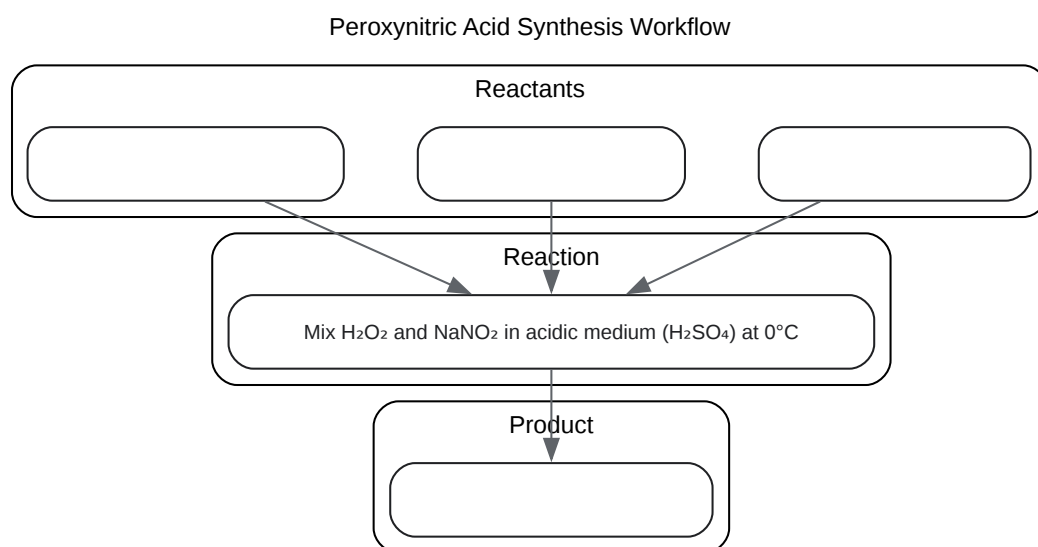 Peroxynitric Acid Synthesis Workflow
Reactants
Reaction
Mix H₂O₂ and NaNO₂ in acidic medium (H₂SO₄) at 0°C
Product